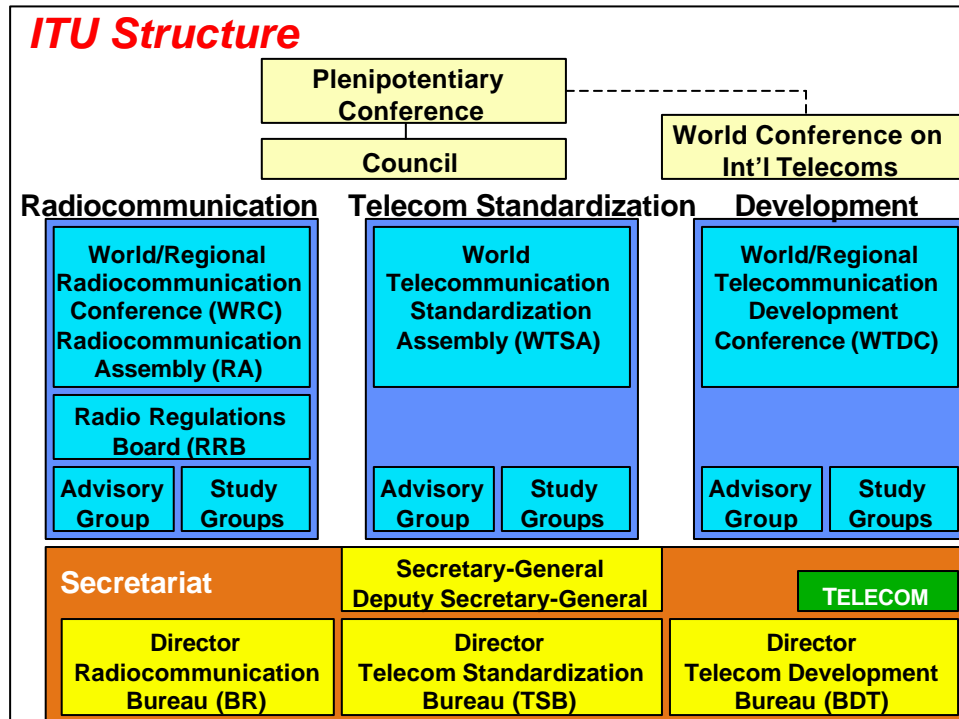 ITU Structure
Plenipotentiary
Conference
Council
World Conference on
Int'l Telecoms
Radiocommunication
World/Regional
Radiocommunication
Conference (WRC)
Radiocommunication
Assembly (RA)
Radio Regulations
Board (RRB
Advisory
Group
Study
Groups
Telecom Standardization
World
Telecommunication
Standardization
Assembly (WTSA)
Advisory
Group
Study
Groups
Development
World/Regional
Telecommunication
Development
Conference (WTDC)
Advisory
Group
Study
Groups
Secretariat
Secretary-General
Deputy Secretary-General
TELECOM
Director
Radiocommunication
Bureau (BR)
Director
Telecom Standardization
Bureau (TSB)
Director
Telecom Development
Bureau (BDT)